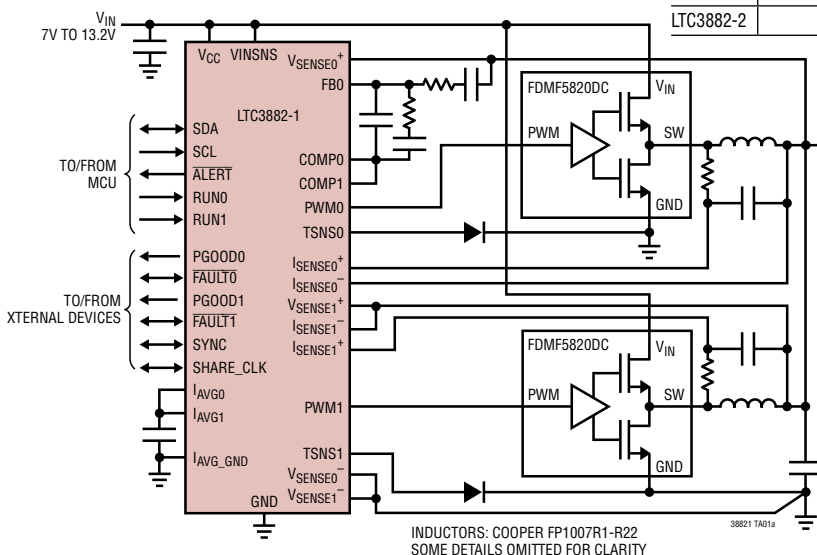 LTC3882-2
VIN
7V TO 13.2V
VCC
VINSNS
VSENSE0+
FB0
LTC3882-1
SDA
SCL
ALERT
RUN0
RUN1
TO/FROM
MCU
COMP0
COMP1
PWM0
TSNS0
ISENSE0+
ISENSE0−
VSENSE1+
ISENSE1−
ISENSE1+
PGOOD0
FAULT0
PGOOD1
FAULT1
SYNC
SHARE_CLK
TO/FROM
XTERNAL DEVICES
IAVG0
IAVG1
IAVG_GND
PWM1
TSNS1
VSENSE0−
VSENSE1−
GND
FDMF5820DC
VIN
PWM
SW
GND
FDMF5820DC
VIN
PWM
SW
GND
38821 TA01a
INDUCTORS: COOPER FP1007R1-R22
SOME DETAILS OMITTED FOR CLARITY